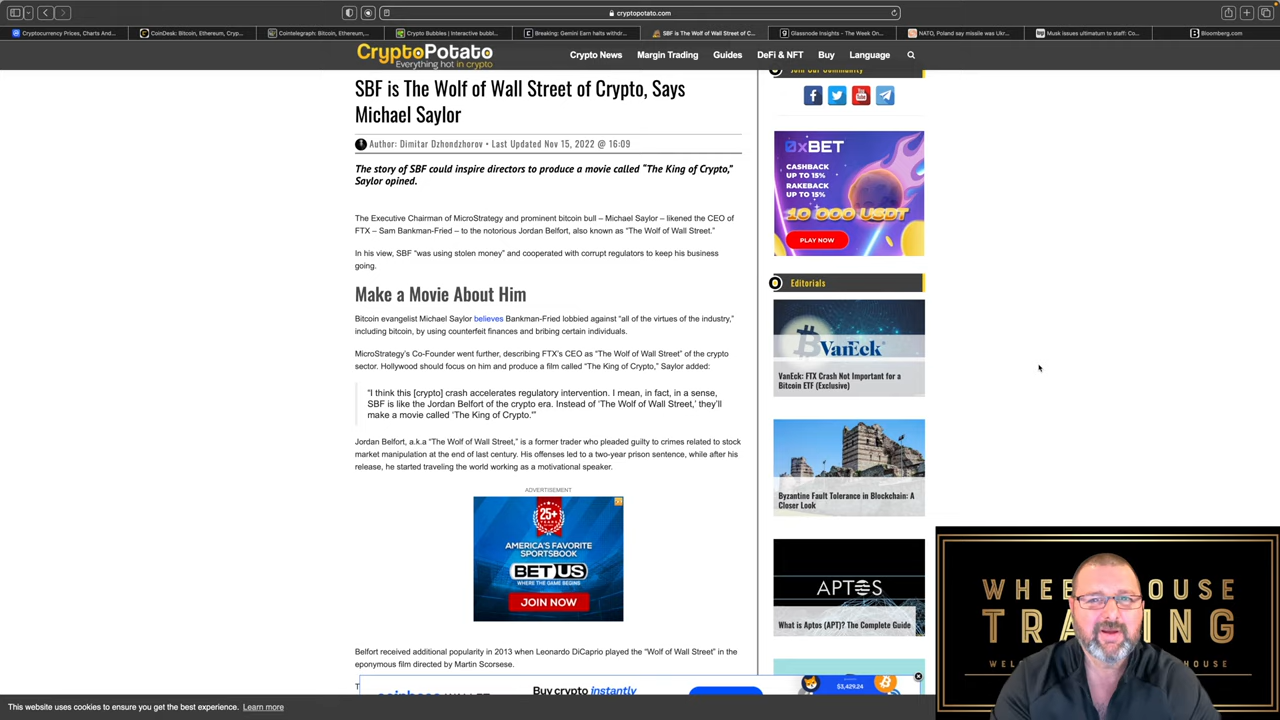 cryptopotato.com
Cryptocurrency Prices, Charts And...
CoinDesk: Bitcoin, Ethereum, Cryp...
Cointelegraph: Bitcoin, Ethereum,...
Crypto Bubbles | Interactive bubbl...
Breaking: Gemini Earn halts withdr...
SBF is The Wolf of Wall Street of C...
Glassnode Insights - The Week On...
NATO, Poland say missile was Ukr...
Musk issues ultimatum to staff: Co...
Bloomberg.com
CryptoPotato
Everything hot in crypto
Crypto News
Margin Trading
Guides
DeFi & NFT
Buy
Language
Join Our Community
SBF is The Wolf of Wall Street of Crypto, Says
Michael Saylor
Author: Dimitar Dzhondzhorov • Last Updated Nov 15, 2022 @ 16:09
The story of SBF could inspire directors to produce a movie called "The King of Crypto,"
Saylor opined.
The Executive Chairman of MicroStrategy and prominent bitcoin bull – Michael Saylor – likened the CEO of
FTX – Sam Bankman-Fried – to the notorious Jordan Belfort, also known as "The Wolf of Wall Street."
In his view, SBF "was using stolen money" and cooperated with corrupt regulators to keep his business
going.
Make a Movie About Him
Bitcoin evangelist Michael Saylor believes Bankman-Fried lobbied against "all of the virtues of the industry,"
including bitcoin, by using counterfeit finances and bribing certain individuals.
MicroStrategy's Co-Founder went further, describing FTX's CEO as "The Wolf of Wall Street" of the crypto
sector. Hollywood should focus on him and produce a film called "The King of Crypto," Saylor added:
"I think this [crypto] crash accelerates regulatory intervention. I mean, in fact, in a sense,
SBF is like the Jordan Belfort of the crypto era. Instead of 'The Wolf of Wall Street,' they'll
make a movie called 'The King of Crypto.'"
Jordan Belfort, a.k.a "The Wolf of Wall Street," is a former trader who pleaded guilty to crimes related to stock
market manipulation at the end of last century. His offenses led to a two-year prison sentence, while after his
release, he started traveling the world working as a motivational speaker.
ADVERTISEMENT
25+
AMERICA'S FAVORITE
SPORTSBOOK
BETUS
WHERE THE GAME BEGINS
JOIN NOW
Belfort received additional popularity in 2013 when Leonardo DiCaprio played the "Wolf of Wall Street" in the
eponymous film directed by Martin Scorsese.
0xBET
CASHBACK
UP TO 15%
RAKEBACK
UP TO 15%
10 000 USDT
PLAY NOW
Editorials
VanEck
VanEck: FTX Crash Not Important for a
Bitcoin ETF (Exclusive)
Byzantine Fault Tolerance in Blockchain: A
Closer Look
APTOS
What is Aptos (APT)? The Complete Guide
Buy crypto instantly
$3,429.24
This website uses cookies to ensure you get the best experience. Learn more